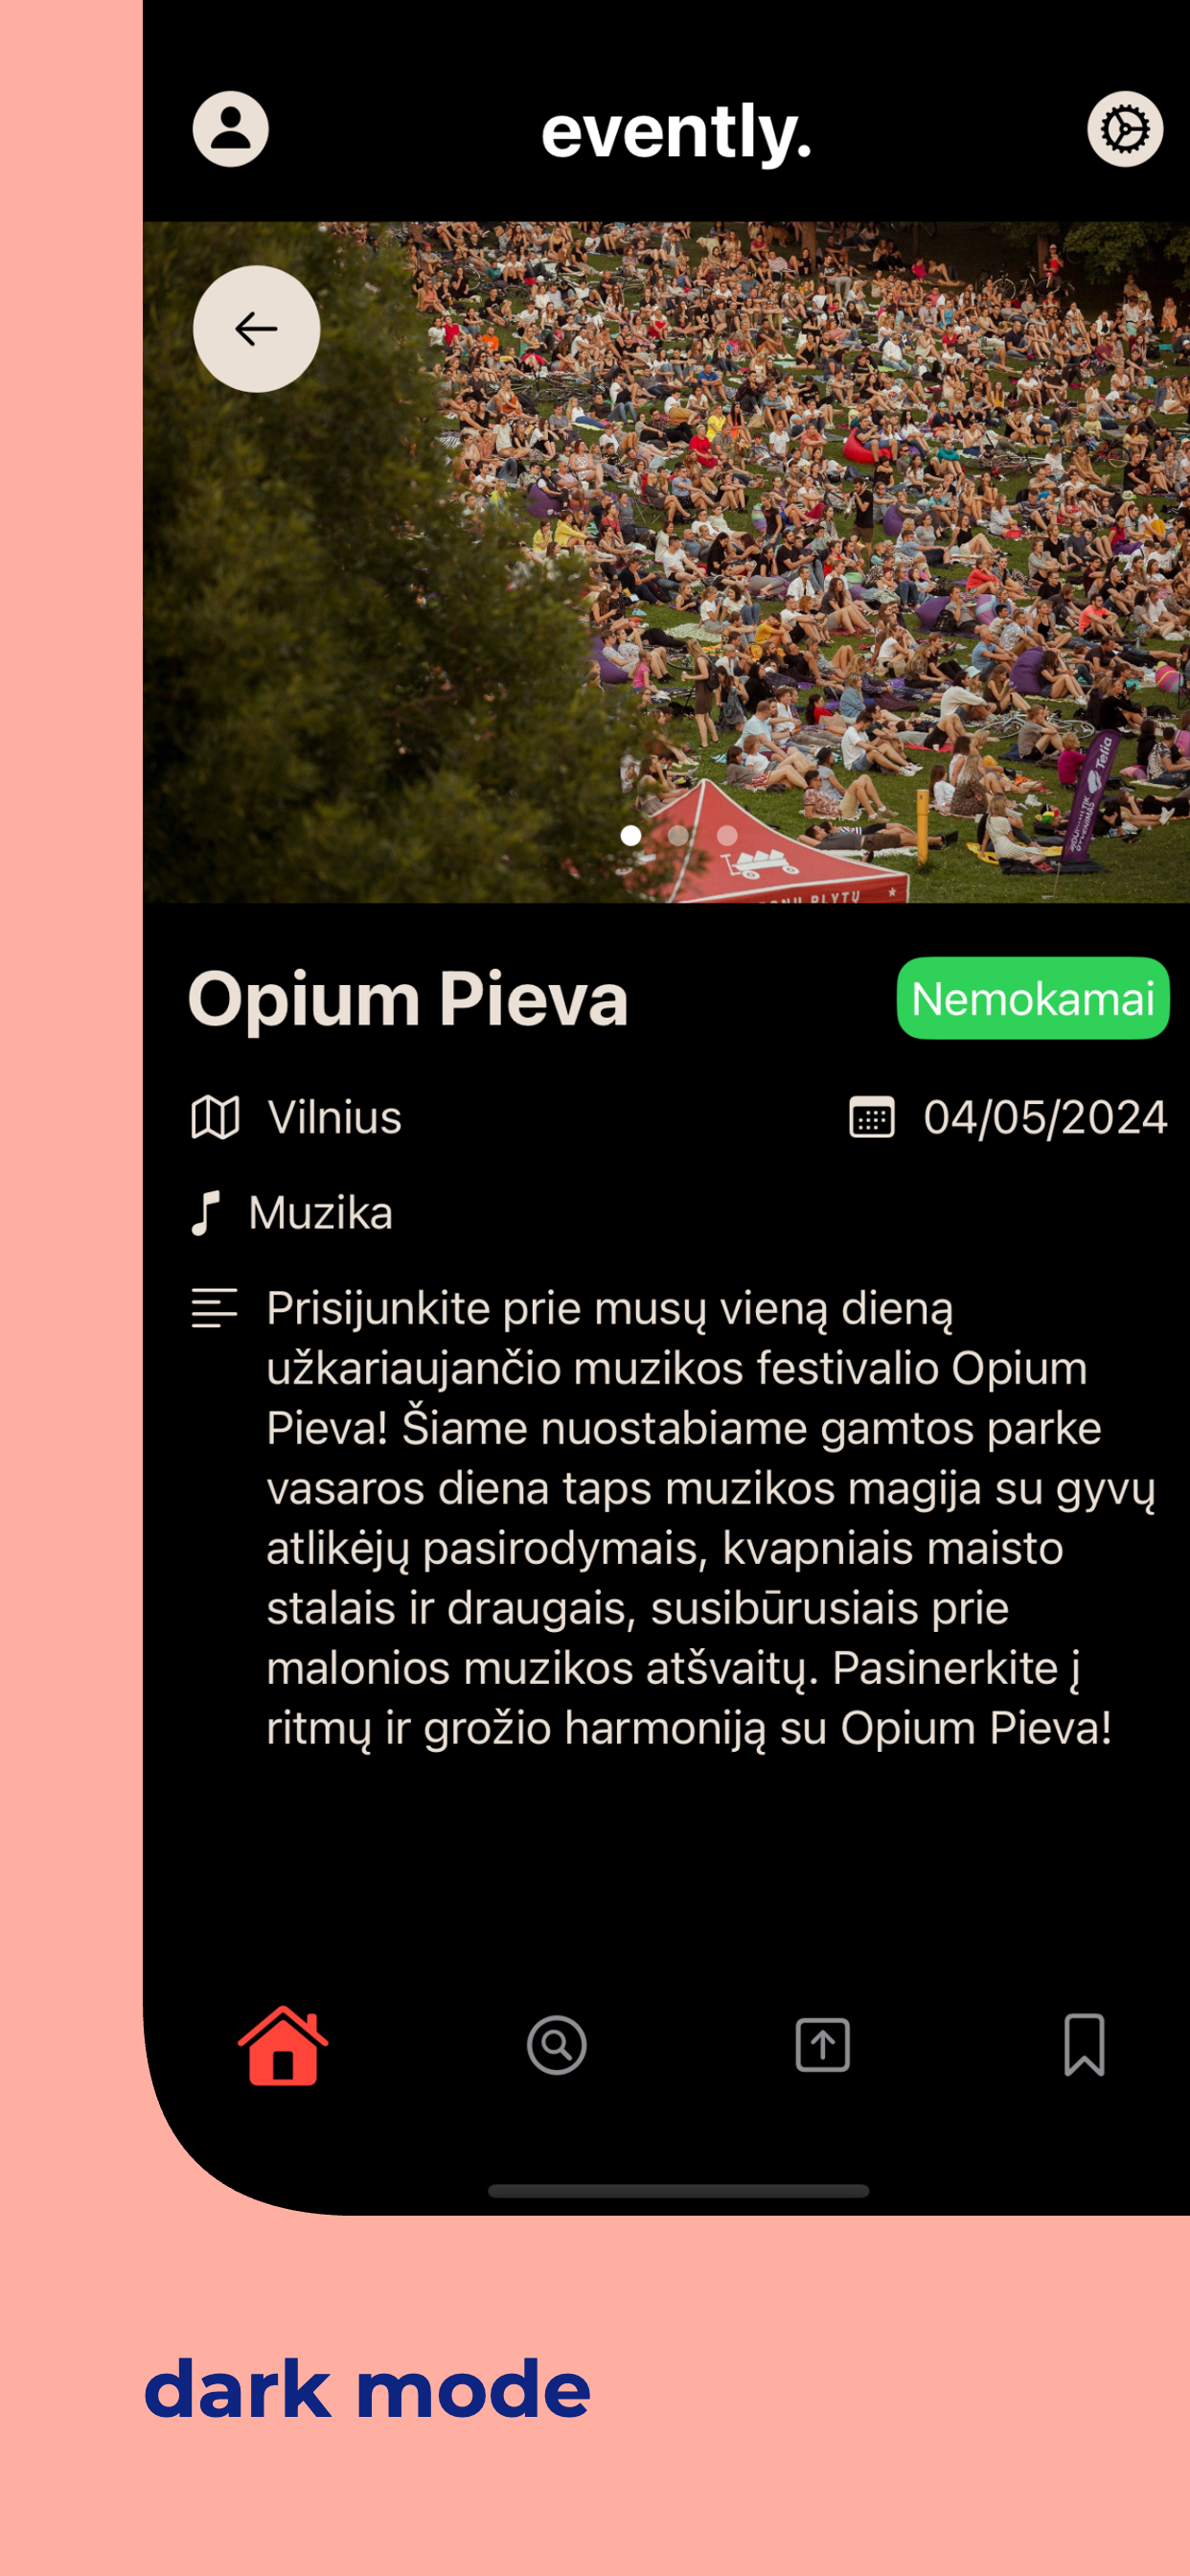 evently.
Telia
PLYTŲ
Opium Pieva
Nemokamai
Vilnius
04/05/2024
Muzika
Prisijunkite prie musų vieną dieną
užkariaujančio muzikos festivalio Opium
Pieva! Šiame nuostabiame gamtos parke
vasaros diena taps muzikos magija su gyvų
atlikėjų pasirodymais, kvapniais maisto
stalais ir draugais, susibūrusiais prie
malonios muzikos atšvaitų. Pasinerkite į
ritmų ir grožio harmoniją su Opium Pieva!
dark mode